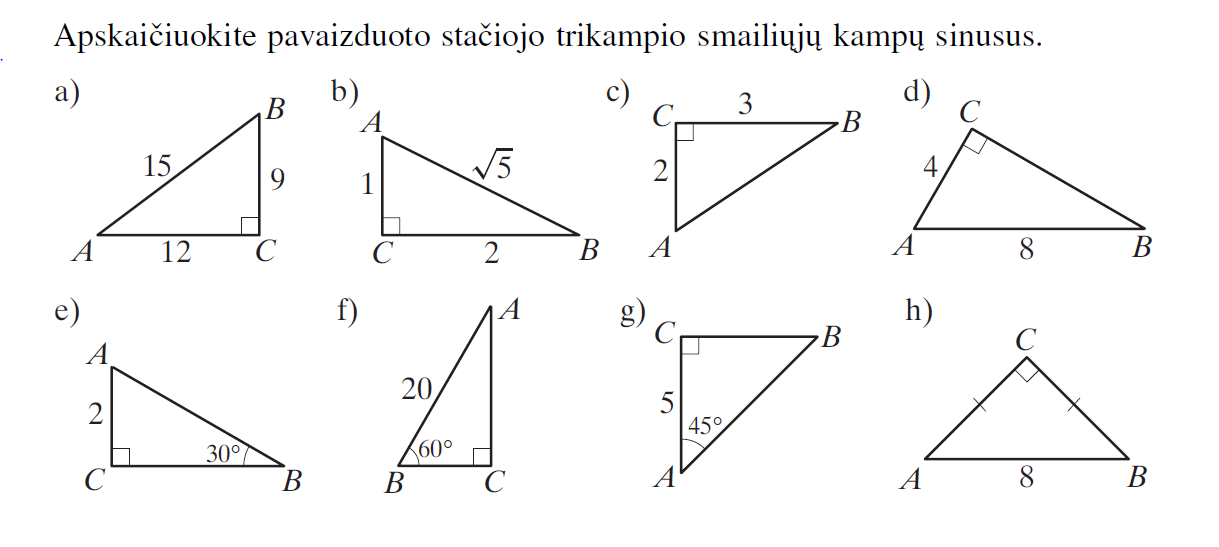 Apskaičiuokite pavaizduoto stačiojo trikampio smailiųjų kampų sinusus.
a) b) c) d)
B 15 9 A 12 C
A √5 1 C 2 B
C 3 B 2 A
C 4 A 8 B
e) f) g) h)
A 2 30° C B
A 20 60° B C
C B 5 45° A
C A 8 B